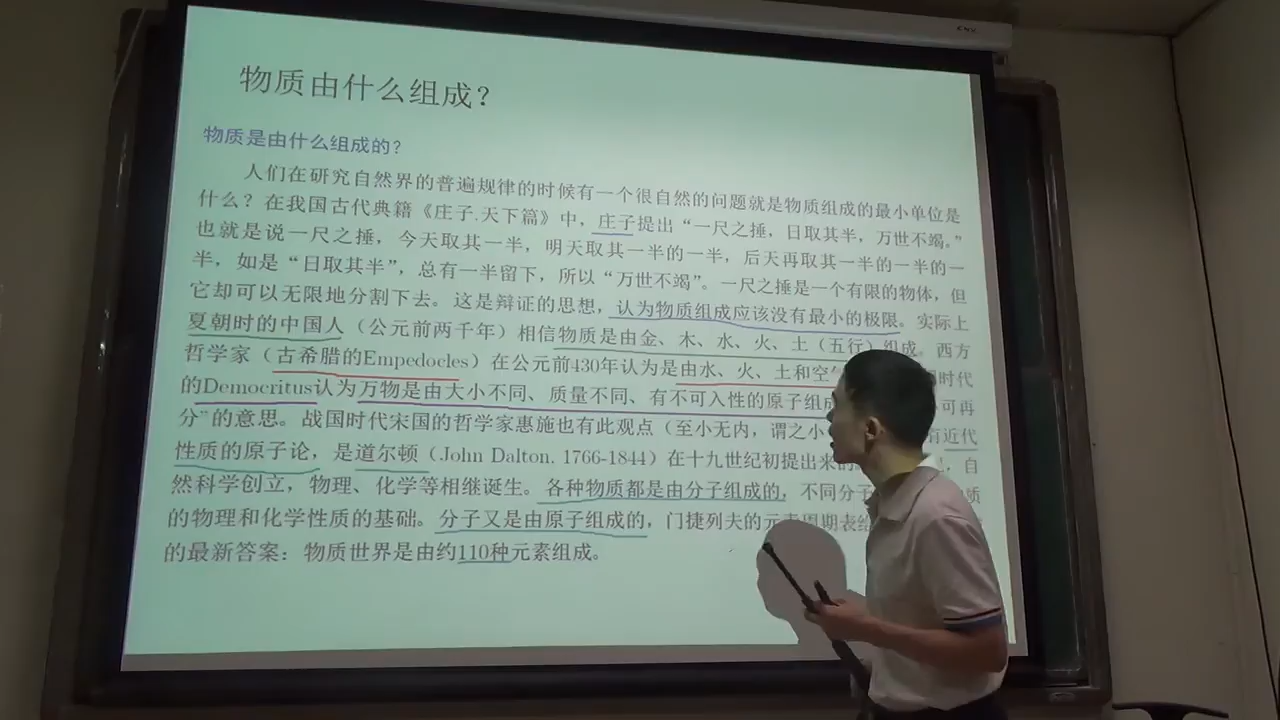 物质由什么组成？
物质是由什么组成的？
人们在研究自然界的普遍规律的时候有一个很自然的问题就是物质组成的最小单位是
什么？在我国古代典籍《庄子.天下篇》中，庄子提出“一尺之捶，日取其半，万世不竭。”
也就是说一尺之捶，今天取其一半，明天取其一半的一半，后天再取其一半的一半的一
半，如是“日取其半”，总有一半留下，所以“万世不竭”。一尺之捶是一个有限的物体，但
它却可以无限地分割下去。这是辩证的思想，认为物质组成应该没有最小的极限。实际上
夏朝时的中国人（公元前两千年）相信物质是由金、木、水、火、土（五行）组成。西方
哲学家（古希腊的Empedocles）在公元前430年认为是由水、火、土和空 时代
的Democritus认为万物是由大小不同、质量不同、有不可入性的原子组成 可再
分”的意思。战国时代宋国的哲学家惠施也有此观点（至小无内，谓之小 有近代
性质的原子论，是道尔顿（John Dalton, 1766-1844）在十九世纪初提出来的 ，自
然科学创立，物理、化学等相继诞生。各种物质都是由分子组成的，不同分子 质
的物理和化学性质的基础。分子又是由原子组成的，门捷列夫的元素周期表给
的最新答案：物质世界是由约110种元素组成。